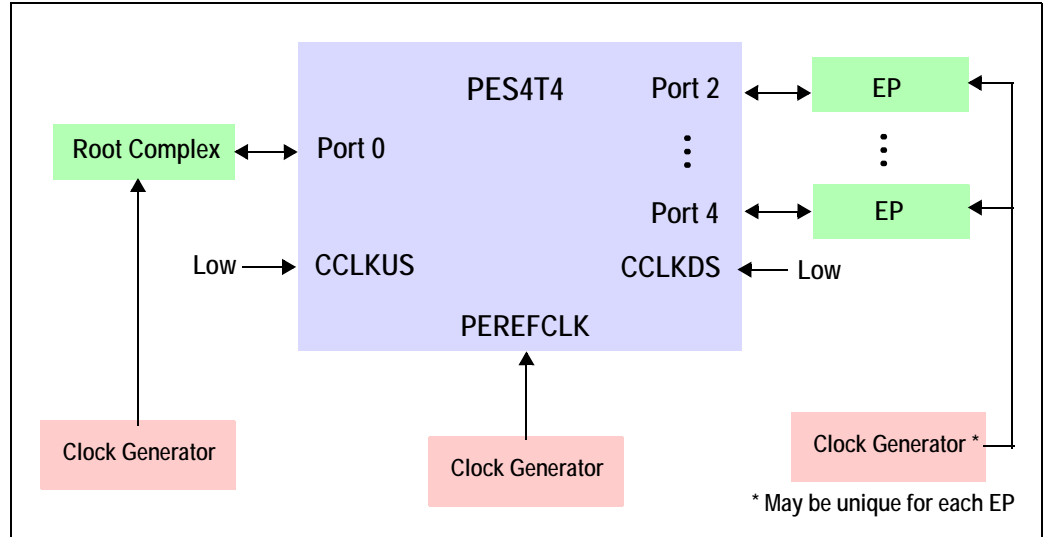 PES4T4
Port 2
EP
Root Complex
Port 0
Port 4
EP
Low
CCLKUS
CCLKDS
Low
PEREFCLK
Clock Generator
Clock Generator
Clock Generator *
* May be unique for each EP